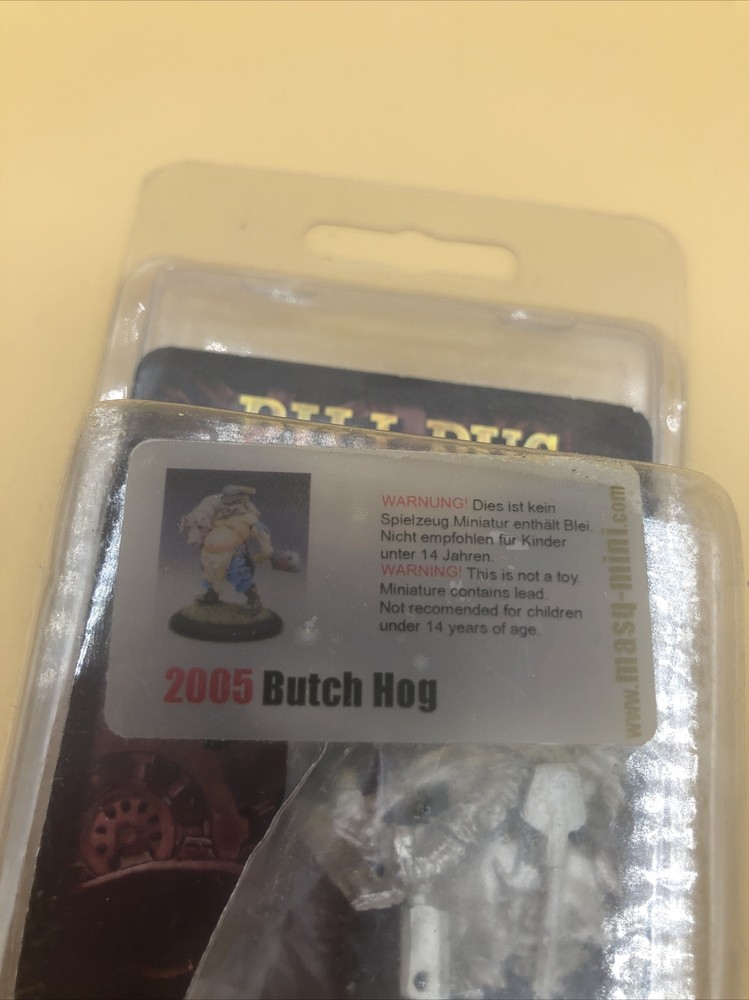 WARNUNG! Dies ist kein
Spielzeug.Miniatur enthält Blei.
Nicht empfohlen für Kinder
unter 14 Jahren.
WARNING! This is not a toy.
Miniature contains lead.
Not recomended for children
under 14 years of age.
www.masq-mini.com
2005 Butch Hog